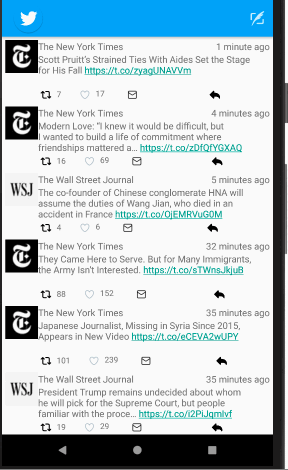 The New York Times 1 minute ago
Scott Pruitt's Strained Ties With Aides Set the Stage
for His Fall https://t.co/zyagUNAVVm
7 17
The New York Times 4 minutes ago
Modern Love: "I knew it would be difficult, but
I wanted to build a life of commitment where
friendships mattered a... https://t.co/zDfQfYGXAQ
16 69
WSJ
The Wall Street Journal 5 minutes ago
The co-founder of Chinese conglomerate HNA will
assume the duties of Wang Jian, who died in an
accident in France https://t.co/QjEMRVuG0M
4 6
The New York Times 32 minutes ago
They Came Here to Serve. But for Many Immigrants,
the Army Isn't Interested. https://t.co/sTWnsJkjuB
88 152
The New York Times 35 minutes ago
Japanese Journalist, Missing in Syria Since 2015,
Appears in New Video https://t.co/eCEVA2wUPY
101 239
WSJ
The Wall Street Journal 35 minutes ago
President Trump remains undecided about whom
he will pick for the Supreme Court, but people
familiar with the proce... https://t.co/i2PiJqmIvf
19 29